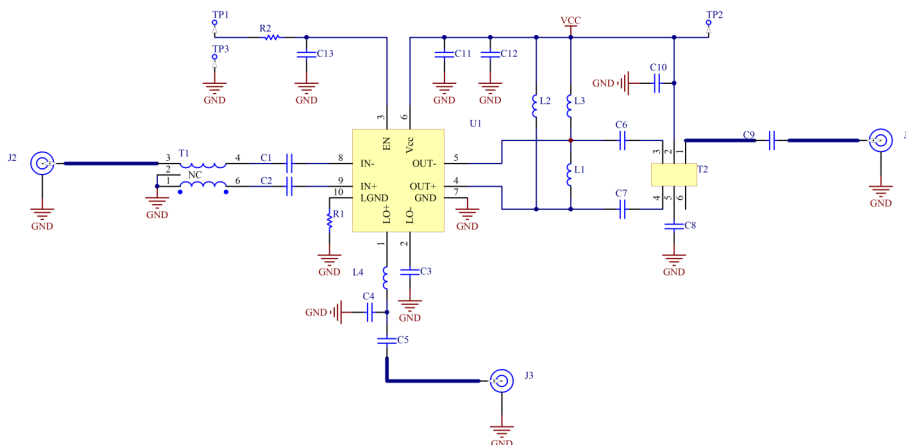 TP1
VCC
TP2
R2
TP3
C13
C11
C12
C10
GND
GND
GND
GND
GND
L2
L3
3
6
U1
C6
EN
Vcc
J2
3
T1
4
C1
8
IN-
OUT-
5
3
2
1
C9
J
2
NC
L1
T2
1
6
C2
9
IN+
OUT+
4
10
LGND
GND
7
C7
4
5
6
R1
LO+
LO-
GND
GND
C8
GND
GND
GND
1
2
GND
L4
C3
C4
GND
GND
C5
J3
GND